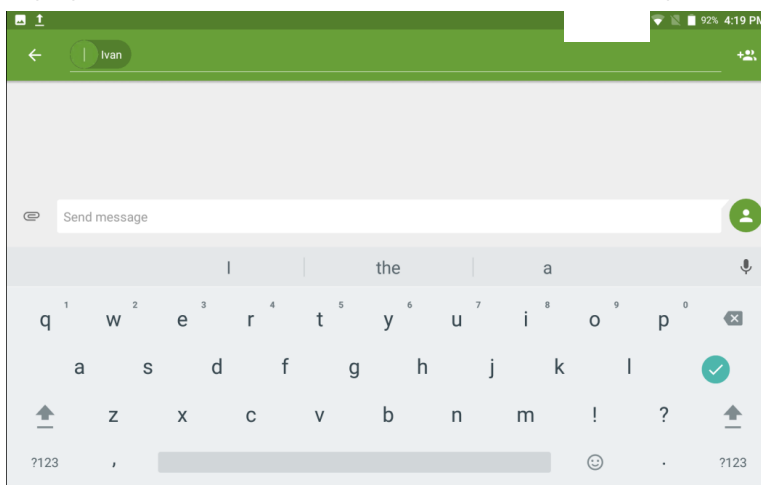 92% 4:19 PM
Ivan
Send message
I the a
q 1 w 2 e 3 r 4 t 5 y 6 u 7 i 8 o 9 p 0
a s d f g h j k l
z x c v b n m ! ?
?123 , . ?123